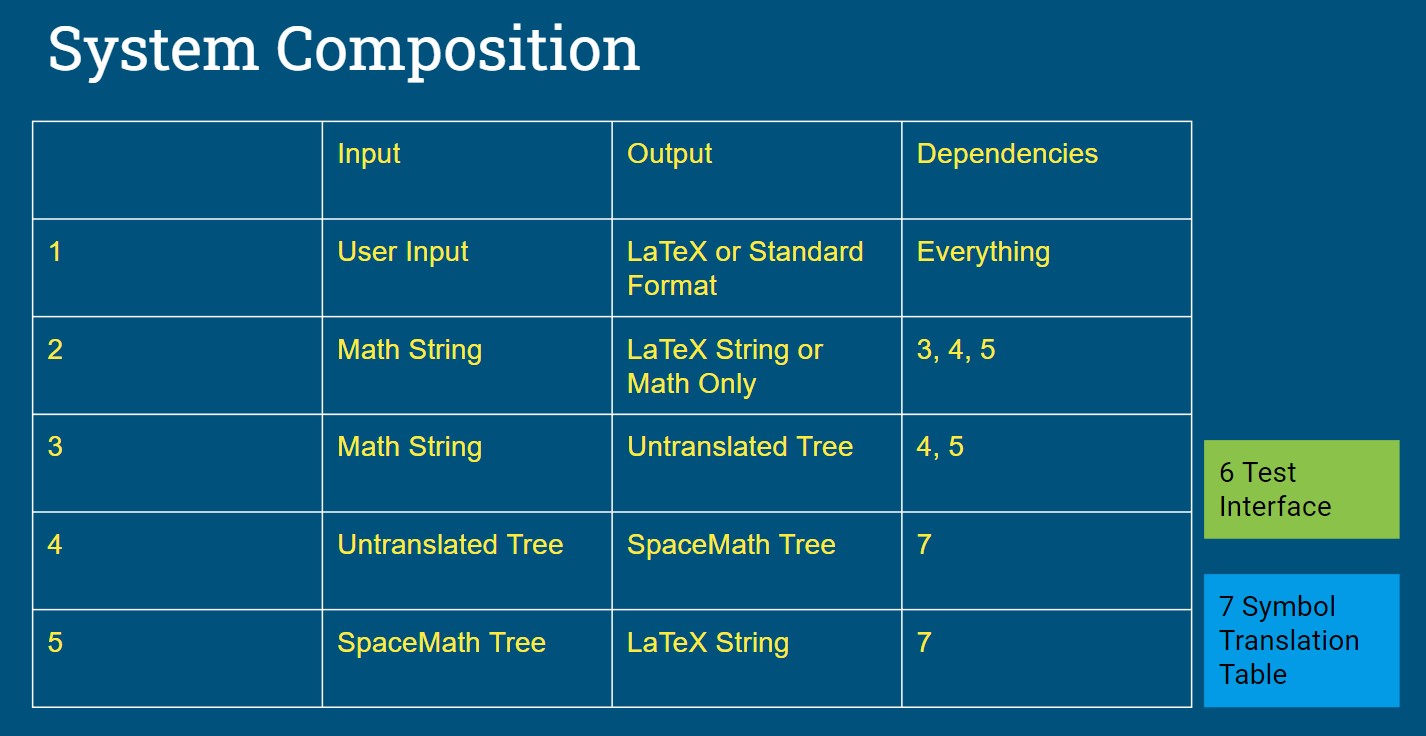 System Composition
Input
Output
Dependencies
1
User Input
LaTeX or Standard
Format
Everything
2
Math String
LaTeX String or
Math Only
3, 4, 5
3
Math String
Untranslated Tree
4, 5
4
Untranslated Tree
SpaceMath Tree
7
5
SpaceMath Tree
LaTeX String
7
6 Test
Interface
7 Symbol
Translation
Table